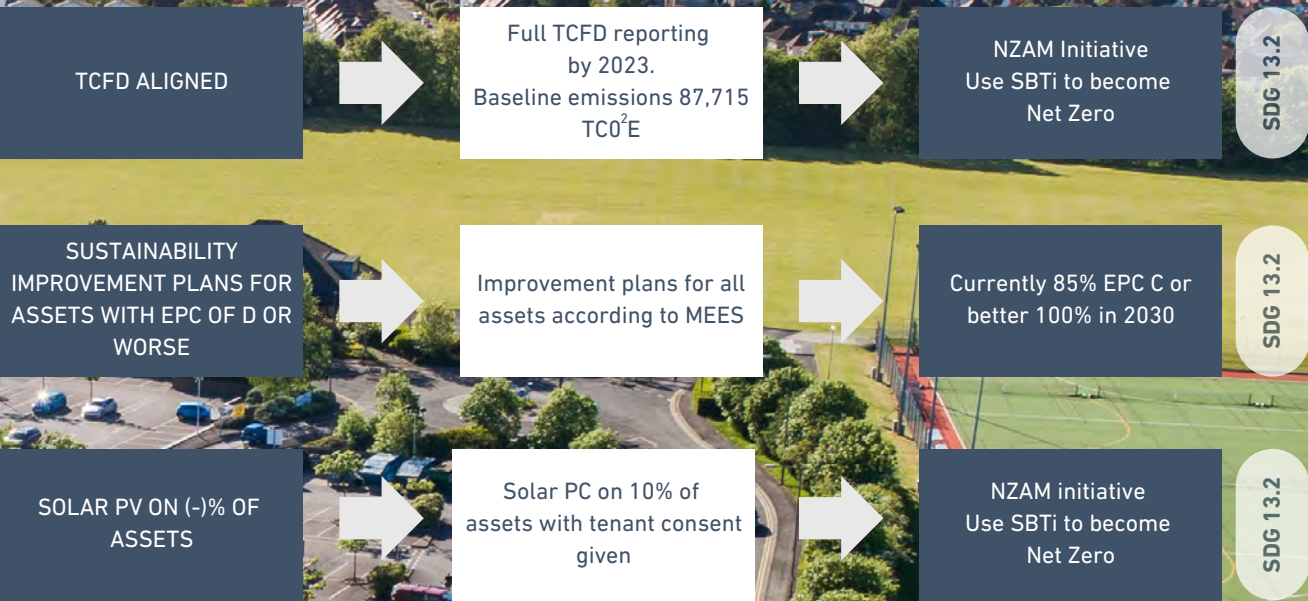 TCFD ALIGNED
Full TCFD reporting
by 2023.
Baseline emissions 87,715
TC0²E
NZAM Initiative
Use SBTi to become
Net Zero
SDG 13.2
SUSTAINABILITY
IMPROVEMENT PLANS FOR
ASSETS WITH EPC OF D OR
WORSE
Improvement plans for all
assets according to MEES
Currently 85% EPC C or
better 100% in 2030
SDG 13.2
SOLAR PV ON (-)% OF
ASSETS
Solar PC on 10% of
assets with tenant consent
given
NZAM initiative
Use SBTi to become
Net Zero
SDG 13.2